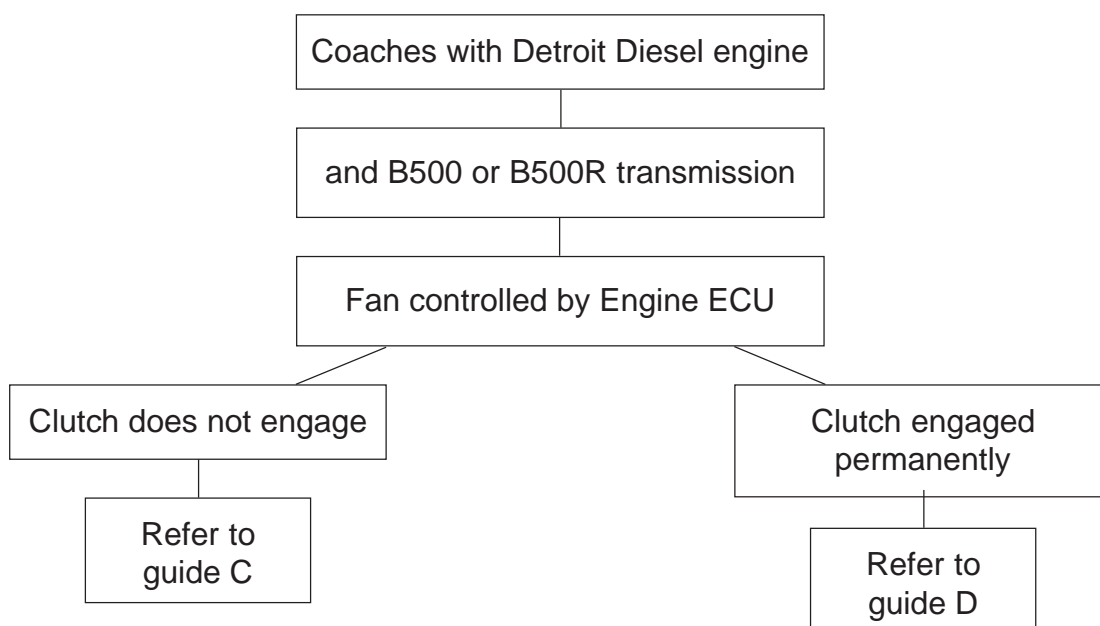 Coaches with Detroit Diesel engine
and B500 or B500R transmission
Fan controlled by Engine ECU
Clutch does not engage
Clutch engaged
permanently
Refer to
guide C
Refer to
guide D